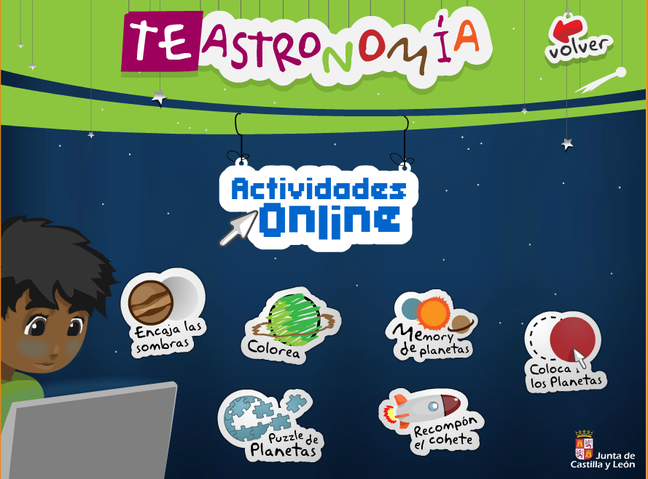 TEASTRONOMÍA
volver
Actividades
Online
Encaja las
sombras
Colorea
Memory
de planetas
Coloca
los Planetas
Puzzle de
Planetas
Recompón
el cohete
Junta de
Castilla y León